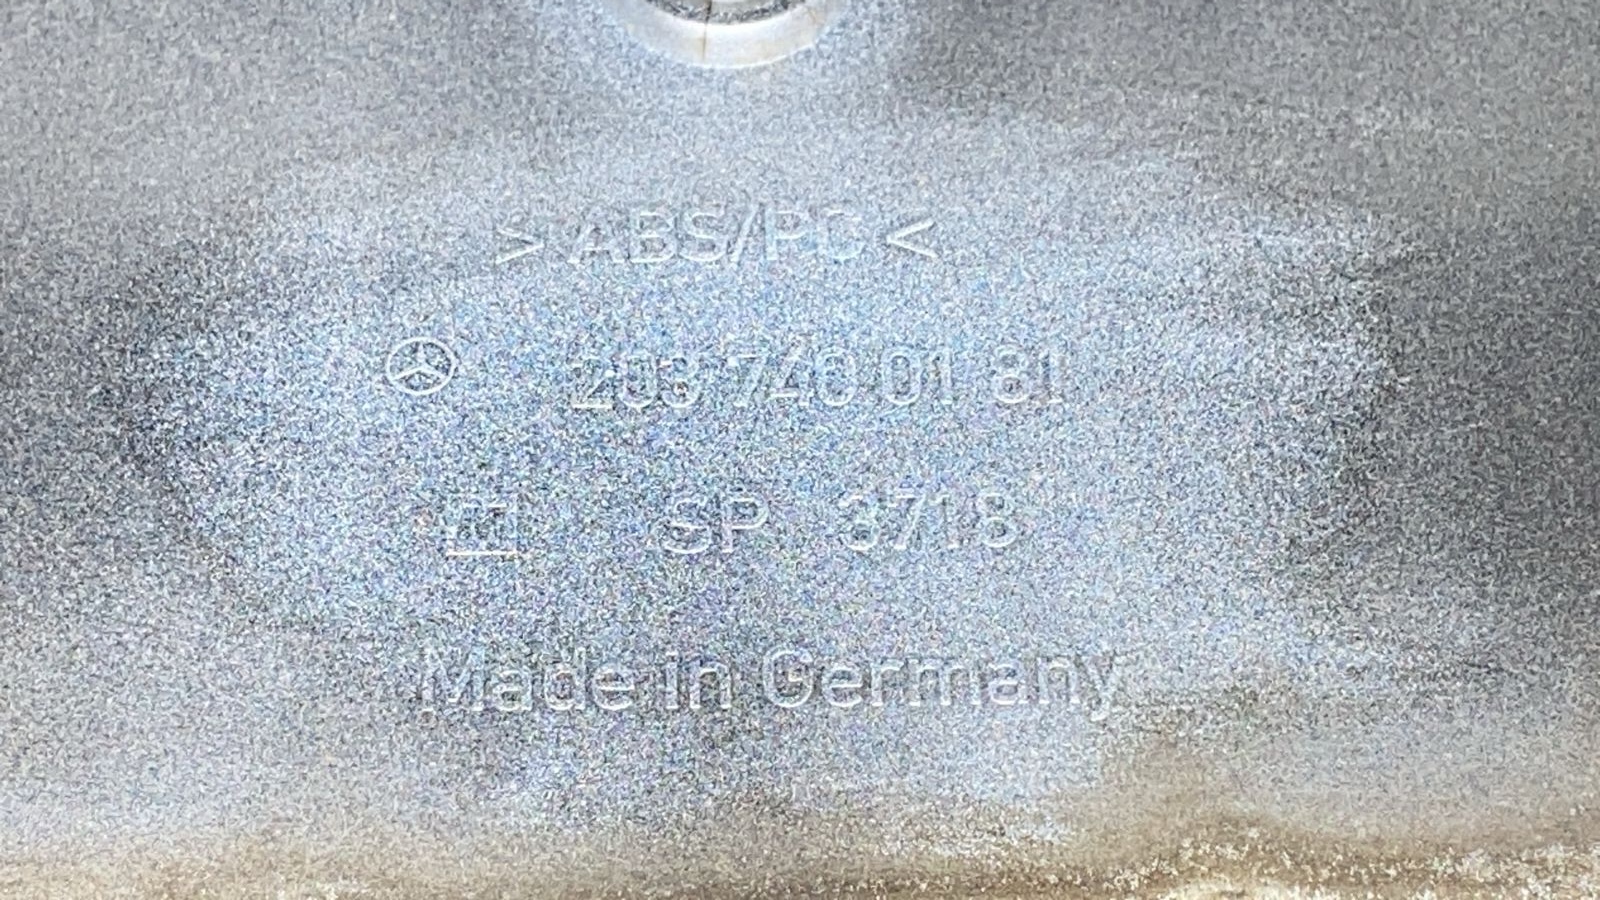 >ABS/PC<
203 740 01 81
SP 3718
Made in Germany